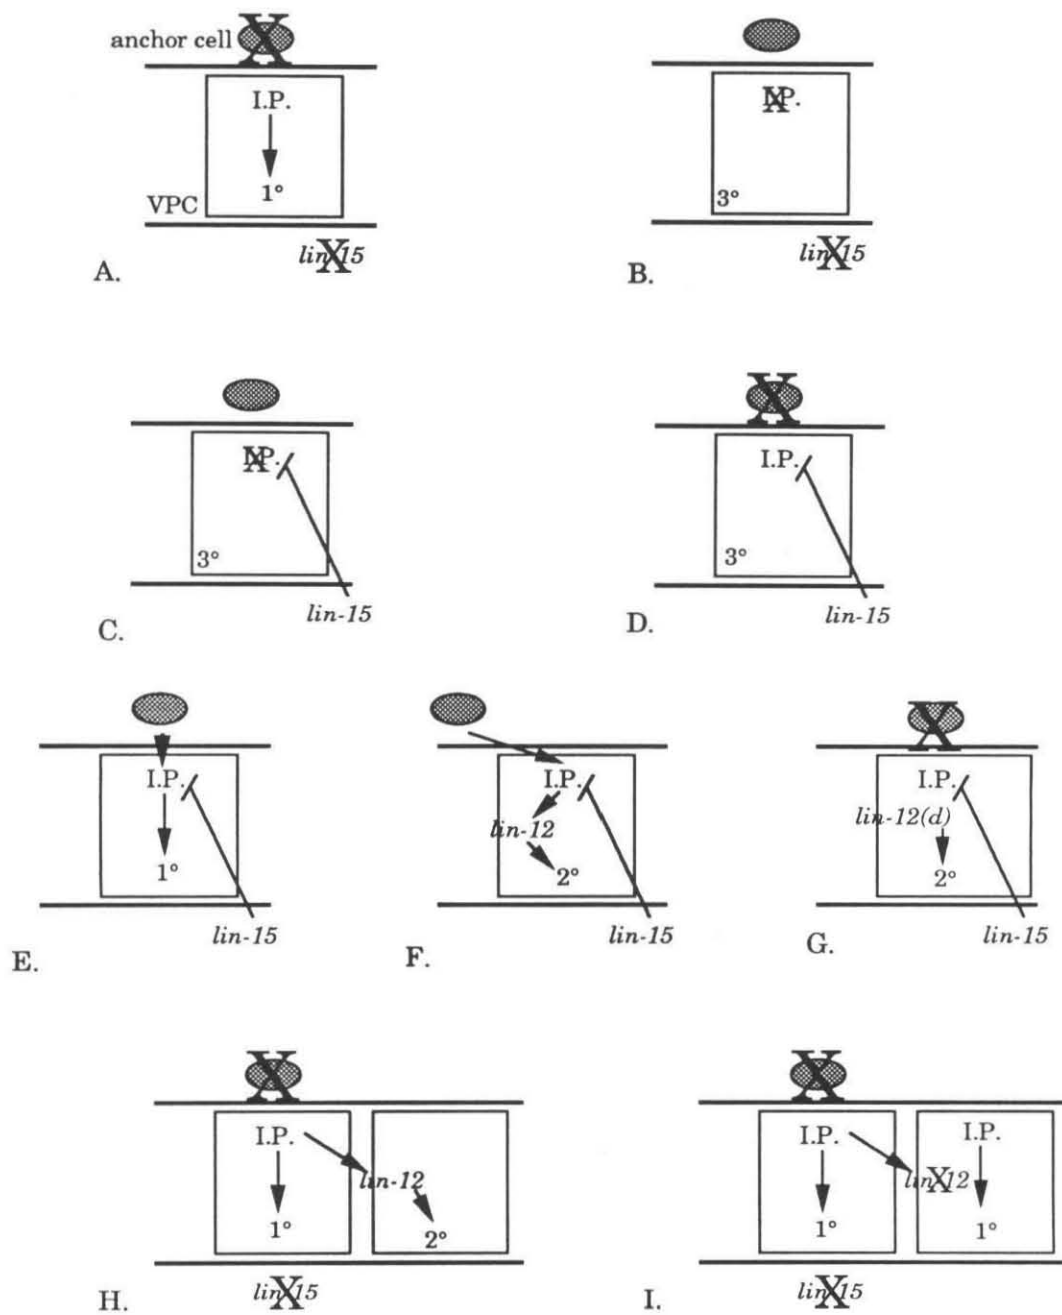 anchor cell
I.P.
I.P.
1°
VPC
3°
lin-15
lin-15
A.
B.
I.P.
I.P.
3°
3°
lin-15
lin-15
C.
D.
I.P.
I.P.
I.P.
lin-12
lin-12(d)
1°
2°
2°
lin-15
lin-15
lin-15
E.
F.
G.
I.P.
I.P.
I.P.
lin-12
lin-12
1°
2°
1°
1°
lin-15
lin-15
H.
I.